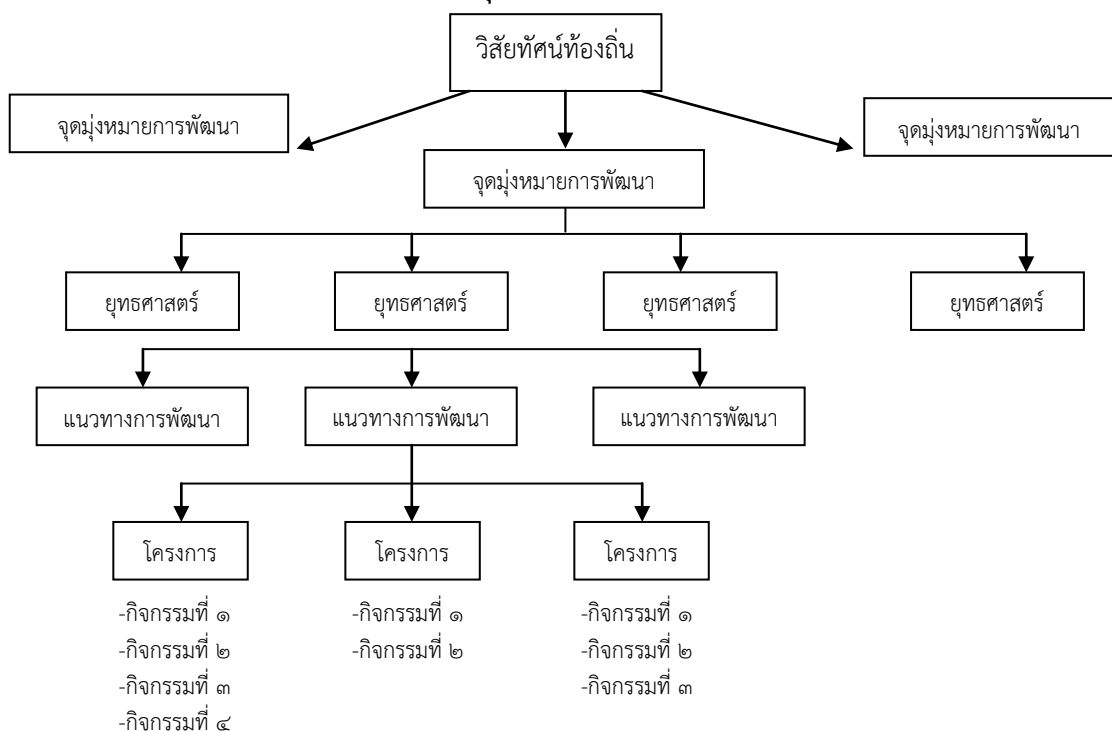 วิสัยทัศน์ท้องถิ่น
จุดมุ่งหมายการพัฒนา
จุดมุ่งหมายการพัฒนา
จุดมุ่งหมายการพัฒนา
ยุทธศาสตร์
ยุทธศาสตร์
ยุทธศาสตร์
ยุทธศาสตร์
แนวทางการพัฒนา
แนวทางการพัฒนา
แนวทางการพัฒนา
โครงการ
-กิจกรรมที่ ๑
-กิจกรรมที่ ๒
-กิจกรรมที่ ๓
-กิจกรรมที่ ๔
โครงการ
-กิจกรรมที่ ๑
-กิจกรรมที่ ๒
โครงการ
-กิจกรรมที่ ๑
-กิจกรรมที่ ๒
-กิจกรรมที่ ๓